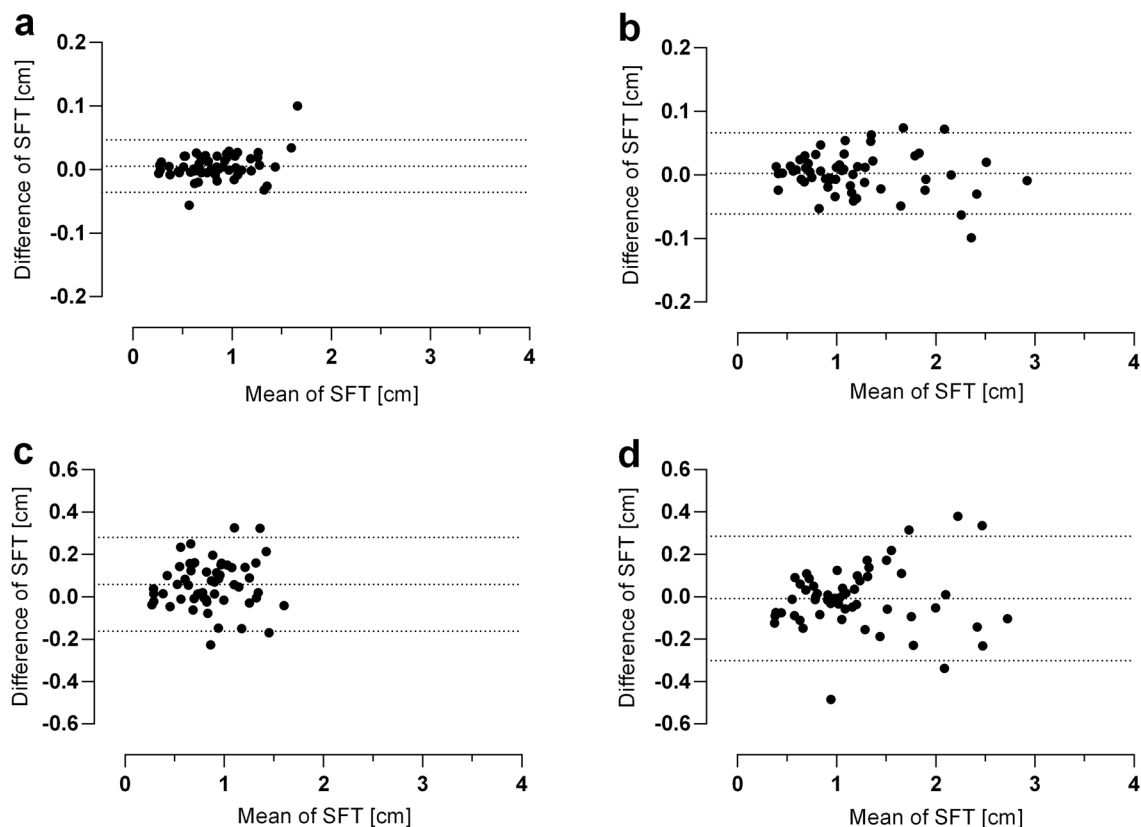 a
0.2
0.1
0.0
-0.1
-0.2
Difference of SFT [cm]
0 1 2 3 4
Mean of SFT [cm]
b
0.2
0.1
0.0
-0.1
-0.2
Difference of SFT [cm]
0 1 2 3 4
Mean of SFT [cm]
c
0.6
0.4
0.2
0.0
-0.2
-0.4
-0.6
Difference of SFT [cm]
0 1 2 3 4
Mean of SFT [cm]
d
0.6
0.4
0.2
0.0
-0.2
-0.4
-0.6
Difference of SFT [cm]
0 1 2 3 4
Mean of SFT [cm]